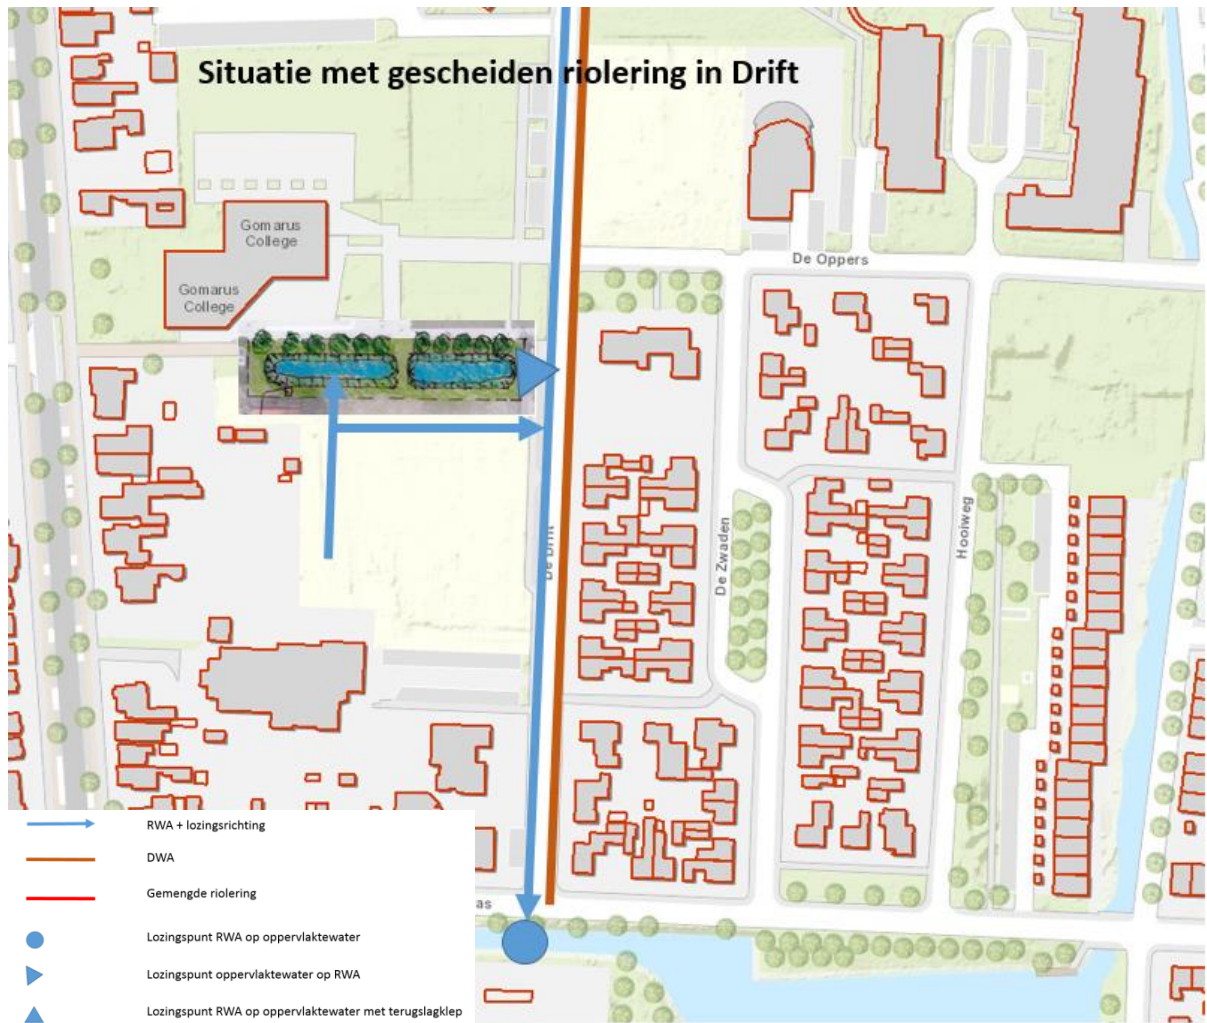 Situatie met gescheiden riolering in Drift
Gomarus
College
Gomarus
College
De Oppers
De Drift
De Zwaden
Hooiweg
as
RWA + lozingsrichting
DWA
Gemengde riolering
Lozingspunt RWA op oppervlaktewater
Lozingspunt oppervlaktewater op RWA
Lozingspunt RWA op oppervlaktewater met terugslagklep